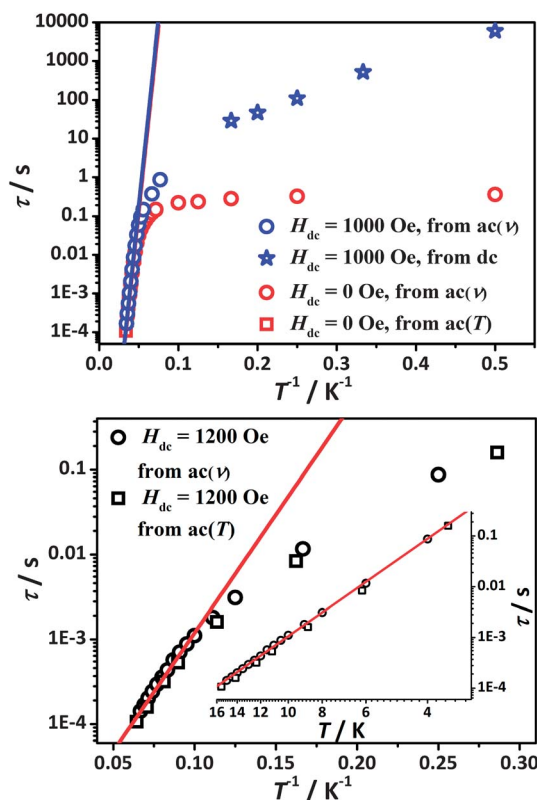 10000
1000
100
10
1
0.1
0.01
1E-3
1E-4
τ / s
H_dc = 1000 Oe, from ac(ν)
H_dc = 1000 Oe, from dc
H_dc = 0 Oe, from ac(ν)
H_dc = 0 Oe, from ac(T)
0.0 0.1 0.2 0.3 0.4 0.5
T⁻¹ / K⁻¹
H_dc = 1200 Oe
from ac(ν)
H_dc = 1200 Oe
from ac(T)
0.1
0.01
1E-3
1E-4
τ / s
0.1
0.01
1E-3
1E-4
τ / s
16 14 12 10 8 6 4
T / K
0.05 0.10 0.15 0.20 0.25 0.30
T⁻¹ / K⁻¹